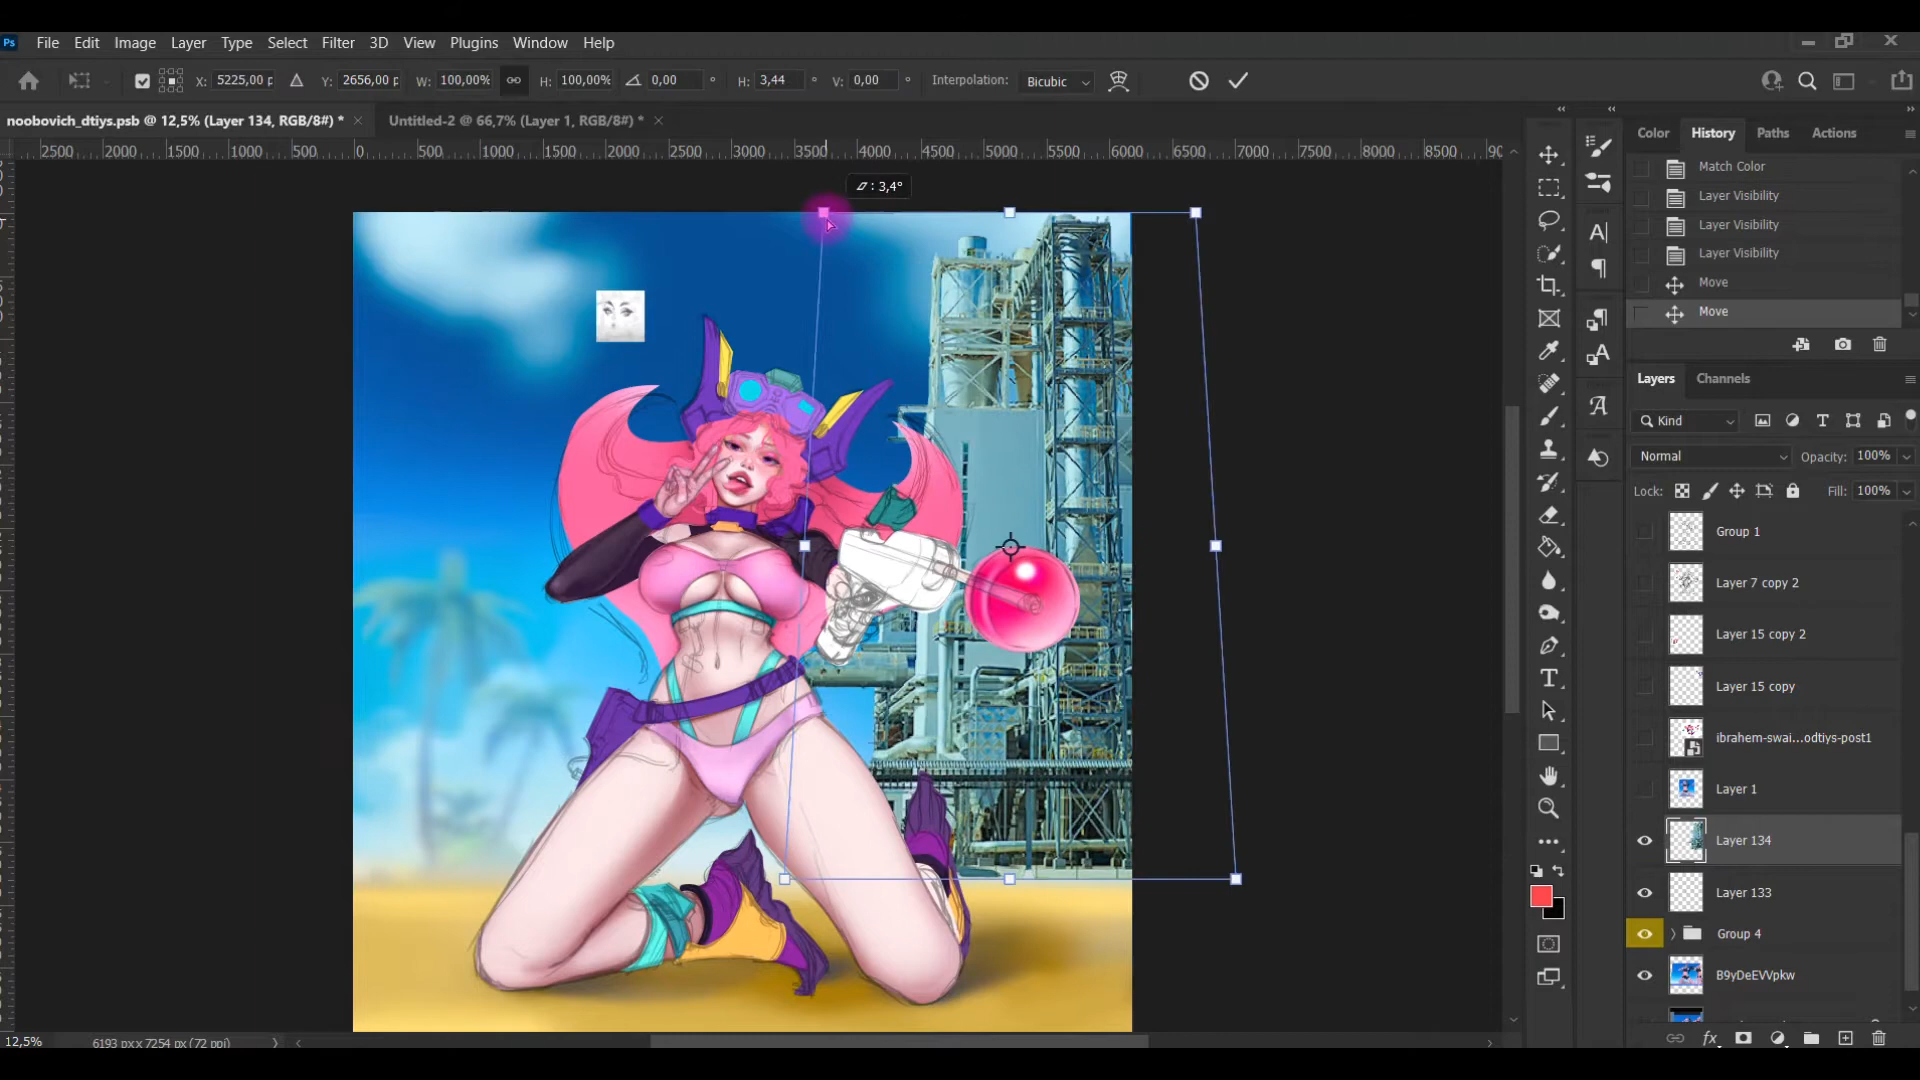 Ps File Edit Image Layer Type Select Filter 3D View Plugins Window Help
X: 5225,00 p Y: 2656,00 p W: 100,00% H: 100,00% 0,00 ° H: 3,44 ° V: 0,00 ° Interpolation: Bicubic
noobovich_dtiys.psb @ 12,5% (Layer 134, RGB/8#) * Untitled-2 @ 66,7% (Layer 1, RGB/8#) *
2500 2000 1500 1000 500 0 500 1000 1500 2000 2500 3000 3500 4000 4500 5000 5500 6000 6500 7000 7500 8000 8500 90
: 3,4°
Color History Paths Actions
Match Color
Layer Visibility
Layer Visibility
Layer Visibility
Move
Move
Layers Channels
Kind
Normal Opacity: 100%
Lock: Fill: 100%
Group 1
Layer 7 copy 2
Layer 15 copy 2
Layer 15 copy
ibrahem-swai...odtiys-post1
Layer 1
Layer 134
Layer 133
Group 4
B9yDeEVVpkw
12,5% 6193 px x 7254 px (72 ppi)